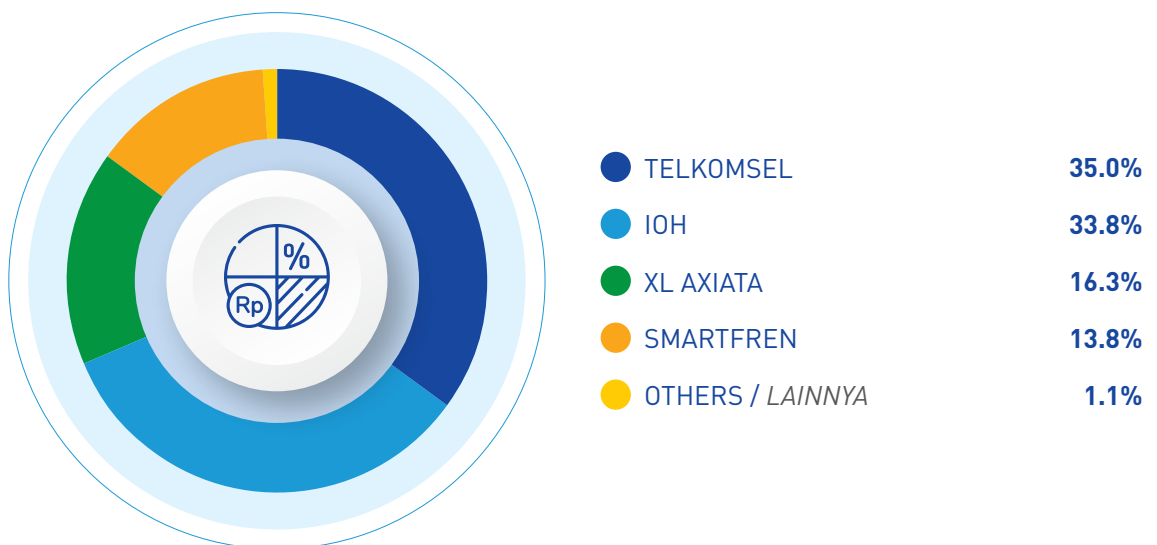 %
Rp
TELKOMSEL 35.0%
IOH 33.8%
XL AXIATA 16.3%
SMARTFREN 13.8%
OTHERS / LAINNYA 1.1%